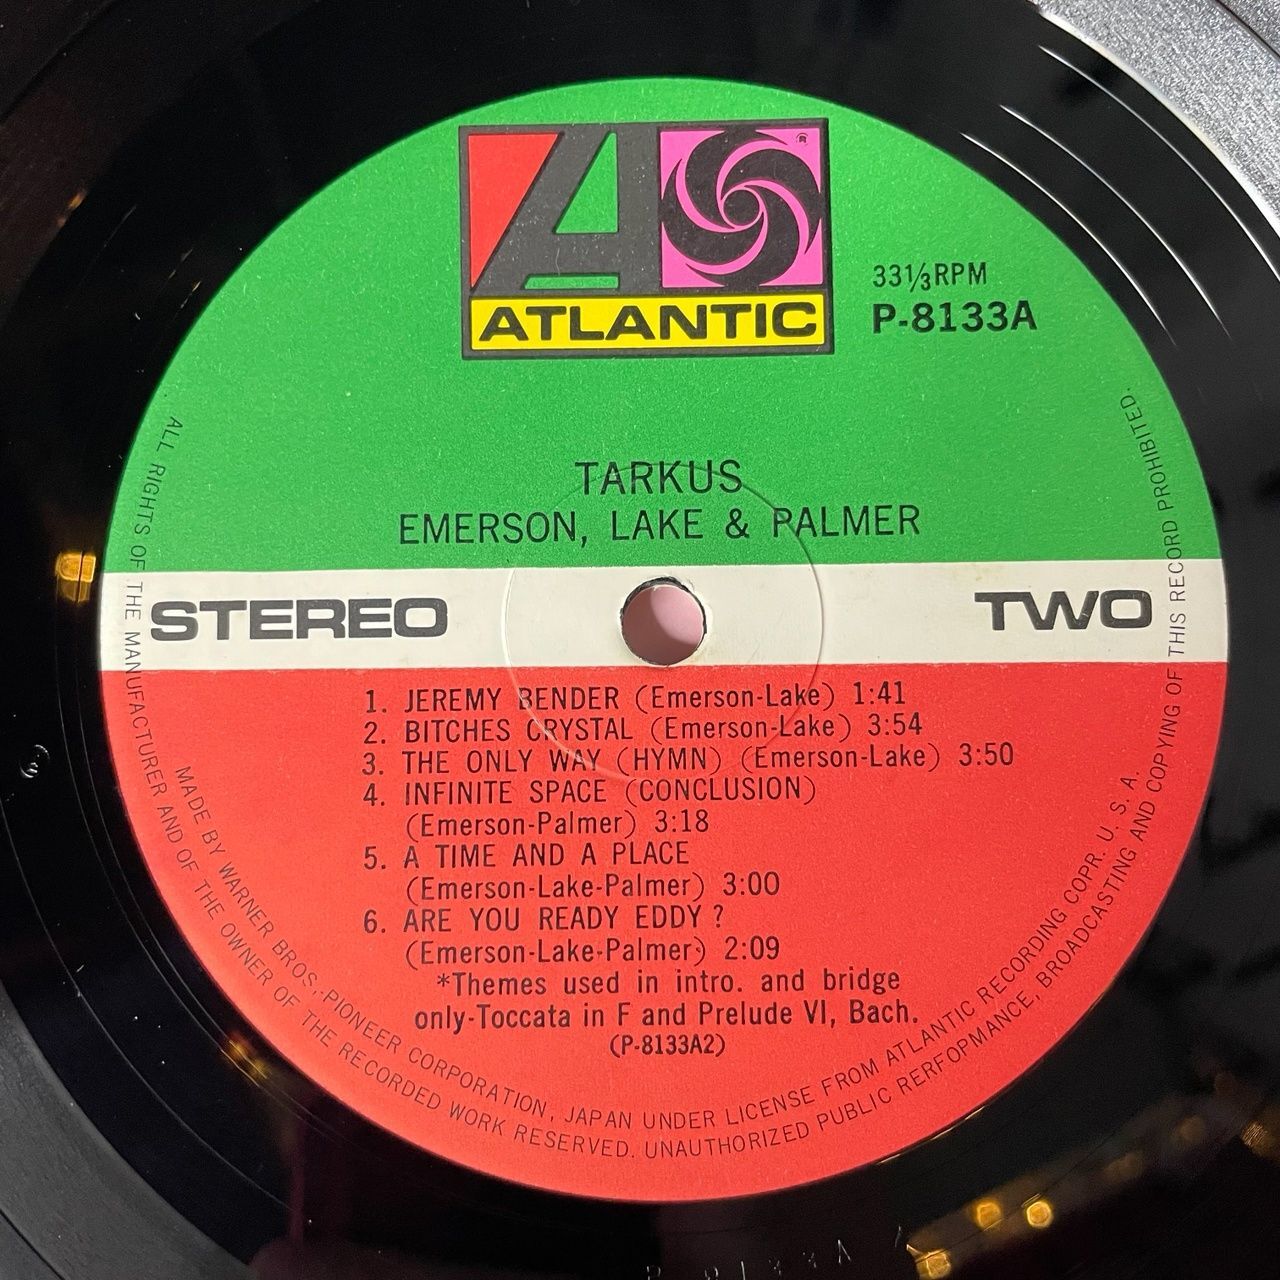 ATLANTIC
33⅓RPM
P-8133A
TARKUS
EMERSON, LAKE & PALMER
STEREO
TWO
1. JEREMY BENDER (Emerson-Lake) 1:41
2. BITCHES CRYSTAL (Emerson-Lake) 3:54
3. THE ONLY WAY (HYMN) (Emerson-Lake) 3:50
4. INFINITE SPACE (CONCLUSION)
(Emerson-Palmer) 3:18
5. A TIME AND A PLACE
(Emerson-Lake-Palmer) 3:00
6. ARE YOU READY EDDY ?
(Emerson-Lake-Palmer) 2:09
*Themes used in intro. and bridge
only-Toccata in F and Prelude VI, Bach.
(P-8133A2)
MADE BY WARNER BROS.-PIONEER CORPORATION, JAPAN UNDER LICENSE FROM ATLANTIC RECORDING COPR. U. S. A.
ALL RIGHTS OF THE MANUFACTURER AND OF THE OWNER OF THE RECORDED WORK RESERVED. UNAUTHORIZED PUBLIC RERFOPMANCE, BROADCASTING AND COPYING OF THIS RECORD PROHIBITED.